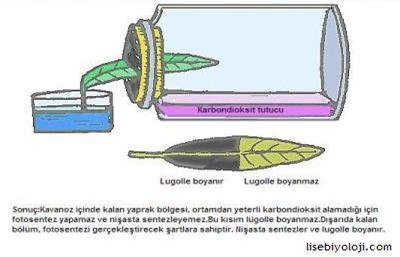 Karbondioksit tutucu
Lugolle boyanır Lugolle boyanmaz
Sonuç:Kavanoz içinde kalan yaprak bölgesi, ortamdan yeterli karbondioksit alamadığı için
fotosentez yapamaz ve nişasta sentezleyemez.Bu kısım lügolle boyanmaz.Dışarıda kalan
bölüm, fotosentezi gerçekleştirecek şartlara sahiptir. Nişasta sentezler ve lugolle boyanır.
lisebiyoloji.com